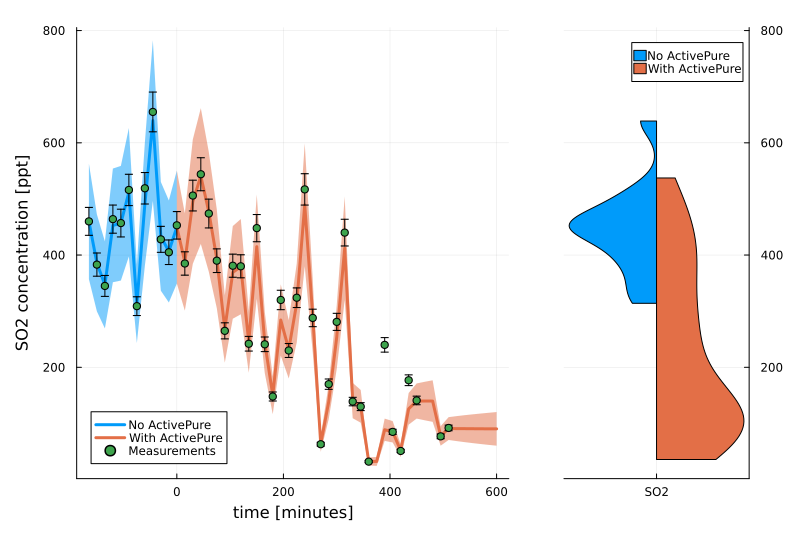 SO2 concentration [ppt]
800
600
400
200
0
200
400
600
time [minutes]
No ActivePure
With ActivePure
Measurements
No ActivePure
With ActivePure
800
600
400
200
SO2